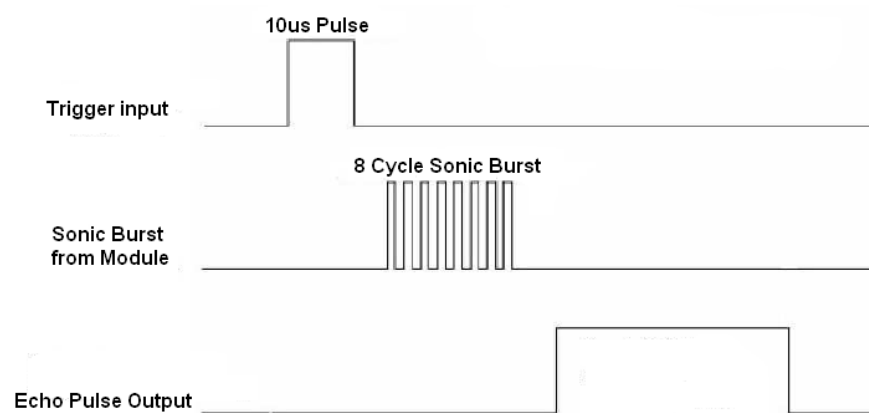 10us Pulse
Trigger input
8 Cycle Sonic Burst
Sonic Burst
from Module
Echo Pulse Output